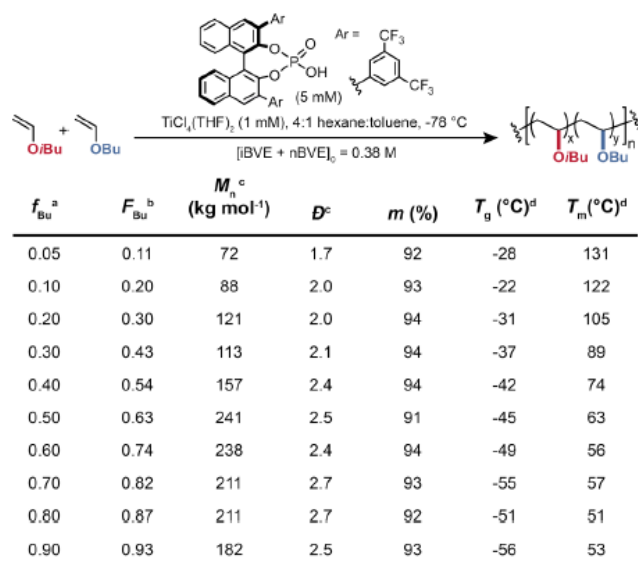 Ar
O
O
P
OH
O
Ar
(5 mM)
Ar =
CF3
CF3
TiCl4(THF)2 (1 mM), 4:1 hexane:toluene, -78 °C
[iBVE + nBVE]0 = 0.38 M
OiBu
+
OBu
x
y
n
OiBu
OBu
fBu a FBu b Mn c (kg mol-1) Đc m (%) Tg (°C)d Tm(°C)d
0.05 0.11 72 1.7 92 -28 131
0.10 0.20 88 2.0 93 -22 122
0.20 0.30 121 2.0 94 -31 105
0.30 0.43 113 2.1 94 -37 89
0.40 0.54 157 2.4 94 -42 74
0.50 0.63 241 2.5 91 -45 63
0.60 0.74 238 2.4 94 -49 56
0.70 0.82 211 2.7 93 -55 57
0.80 0.87 211 2.7 92 -51 51
0.90 0.93 182 2.5 93 -56 53